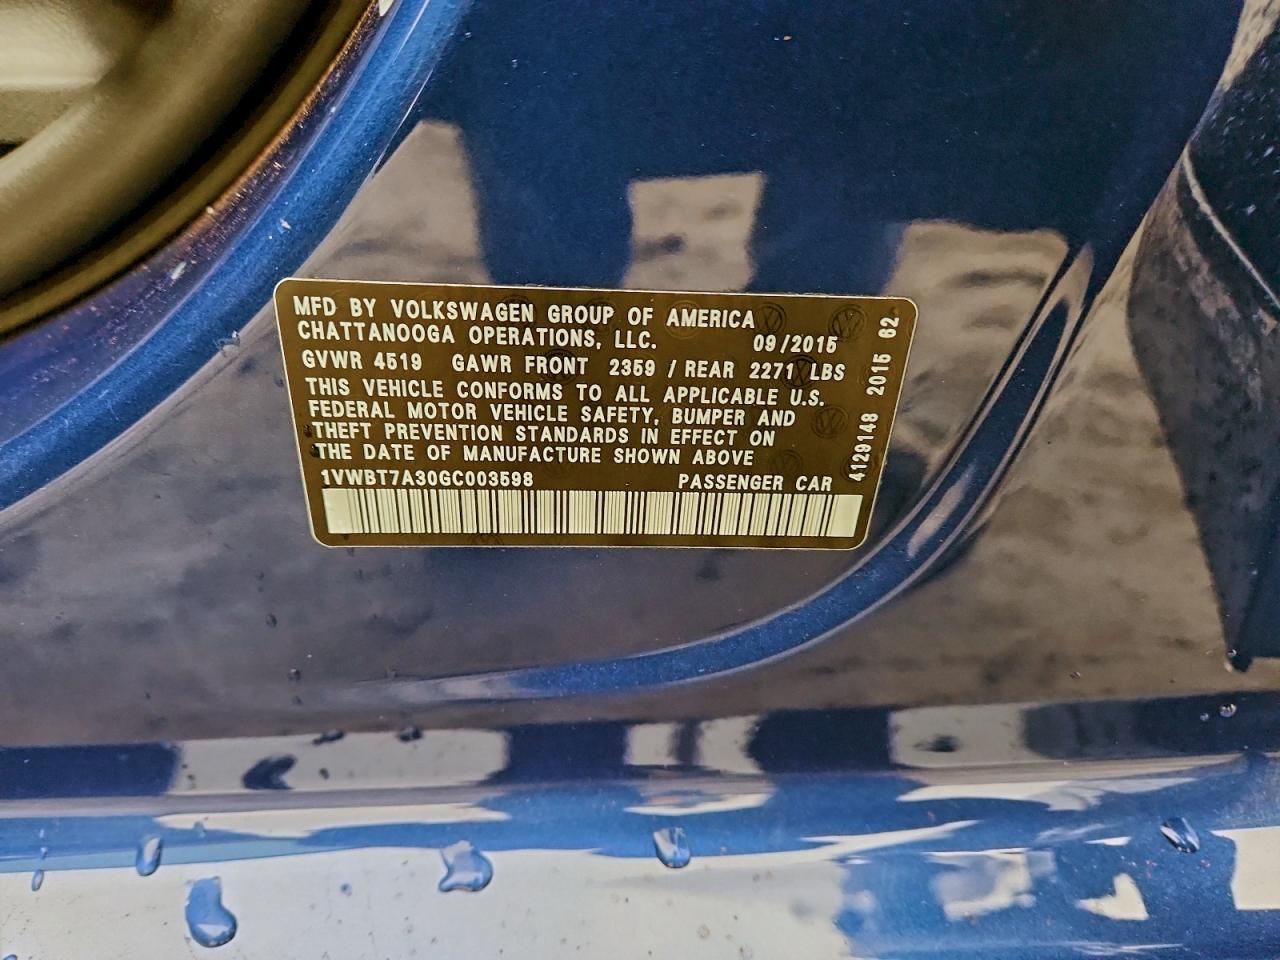 MFD BY VOLKSWAGEN GROUP OF AMERICA
CHATTANOOGA OPERATIONS, LLC. 09/2015
GVWR 4519 GAWR FRONT 2359 / REAR 2271 LBS
THIS VEHICLE CONFORMS TO ALL APPLICABLE U.S.
FEDERAL MOTOR VEHICLE SAFETY, BUMPER AND
THEFT PREVENTION STANDARDS IN EFFECT ON
THE DATE OF MANUFACTURE SHOWN ABOVE
1VWBT7A30GC003598 PASSENGER CAR
4129148 2015 62